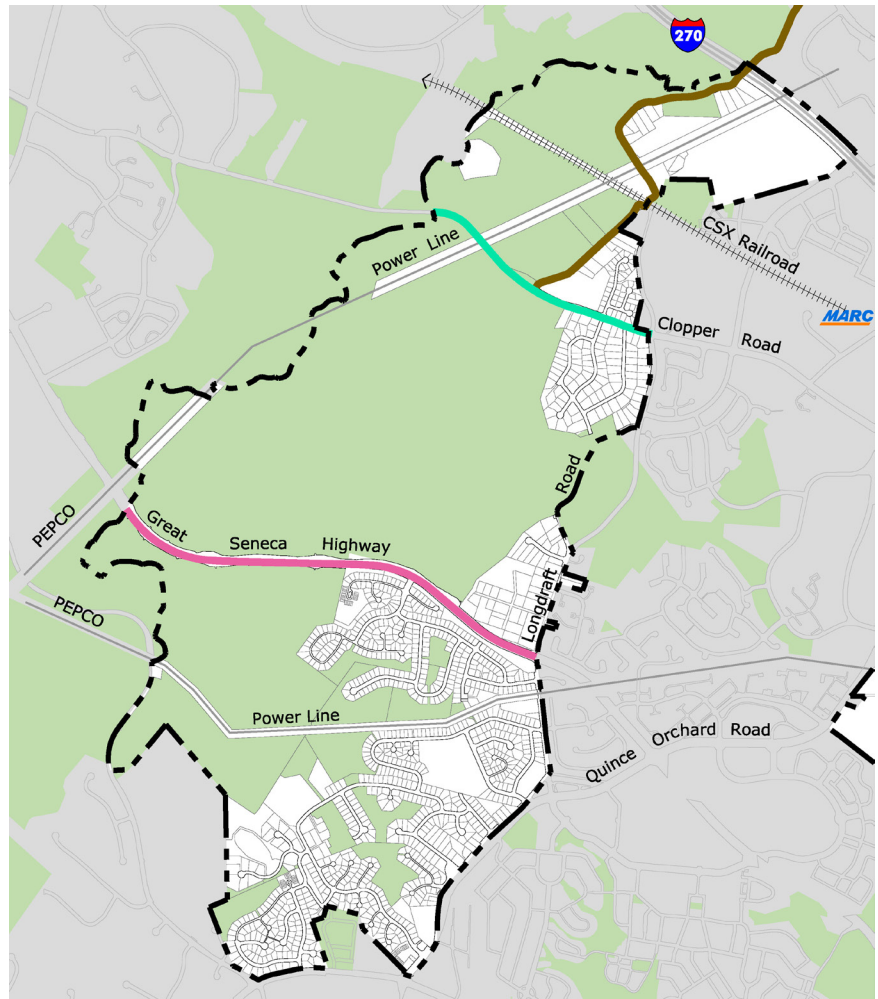 270
CSX Railroad
Power Line
MARC
Clopper Road
Road
PEPCO
Great Seneca Highway
Longdraft
PEPCO
Power Line
Quince Orchard Road